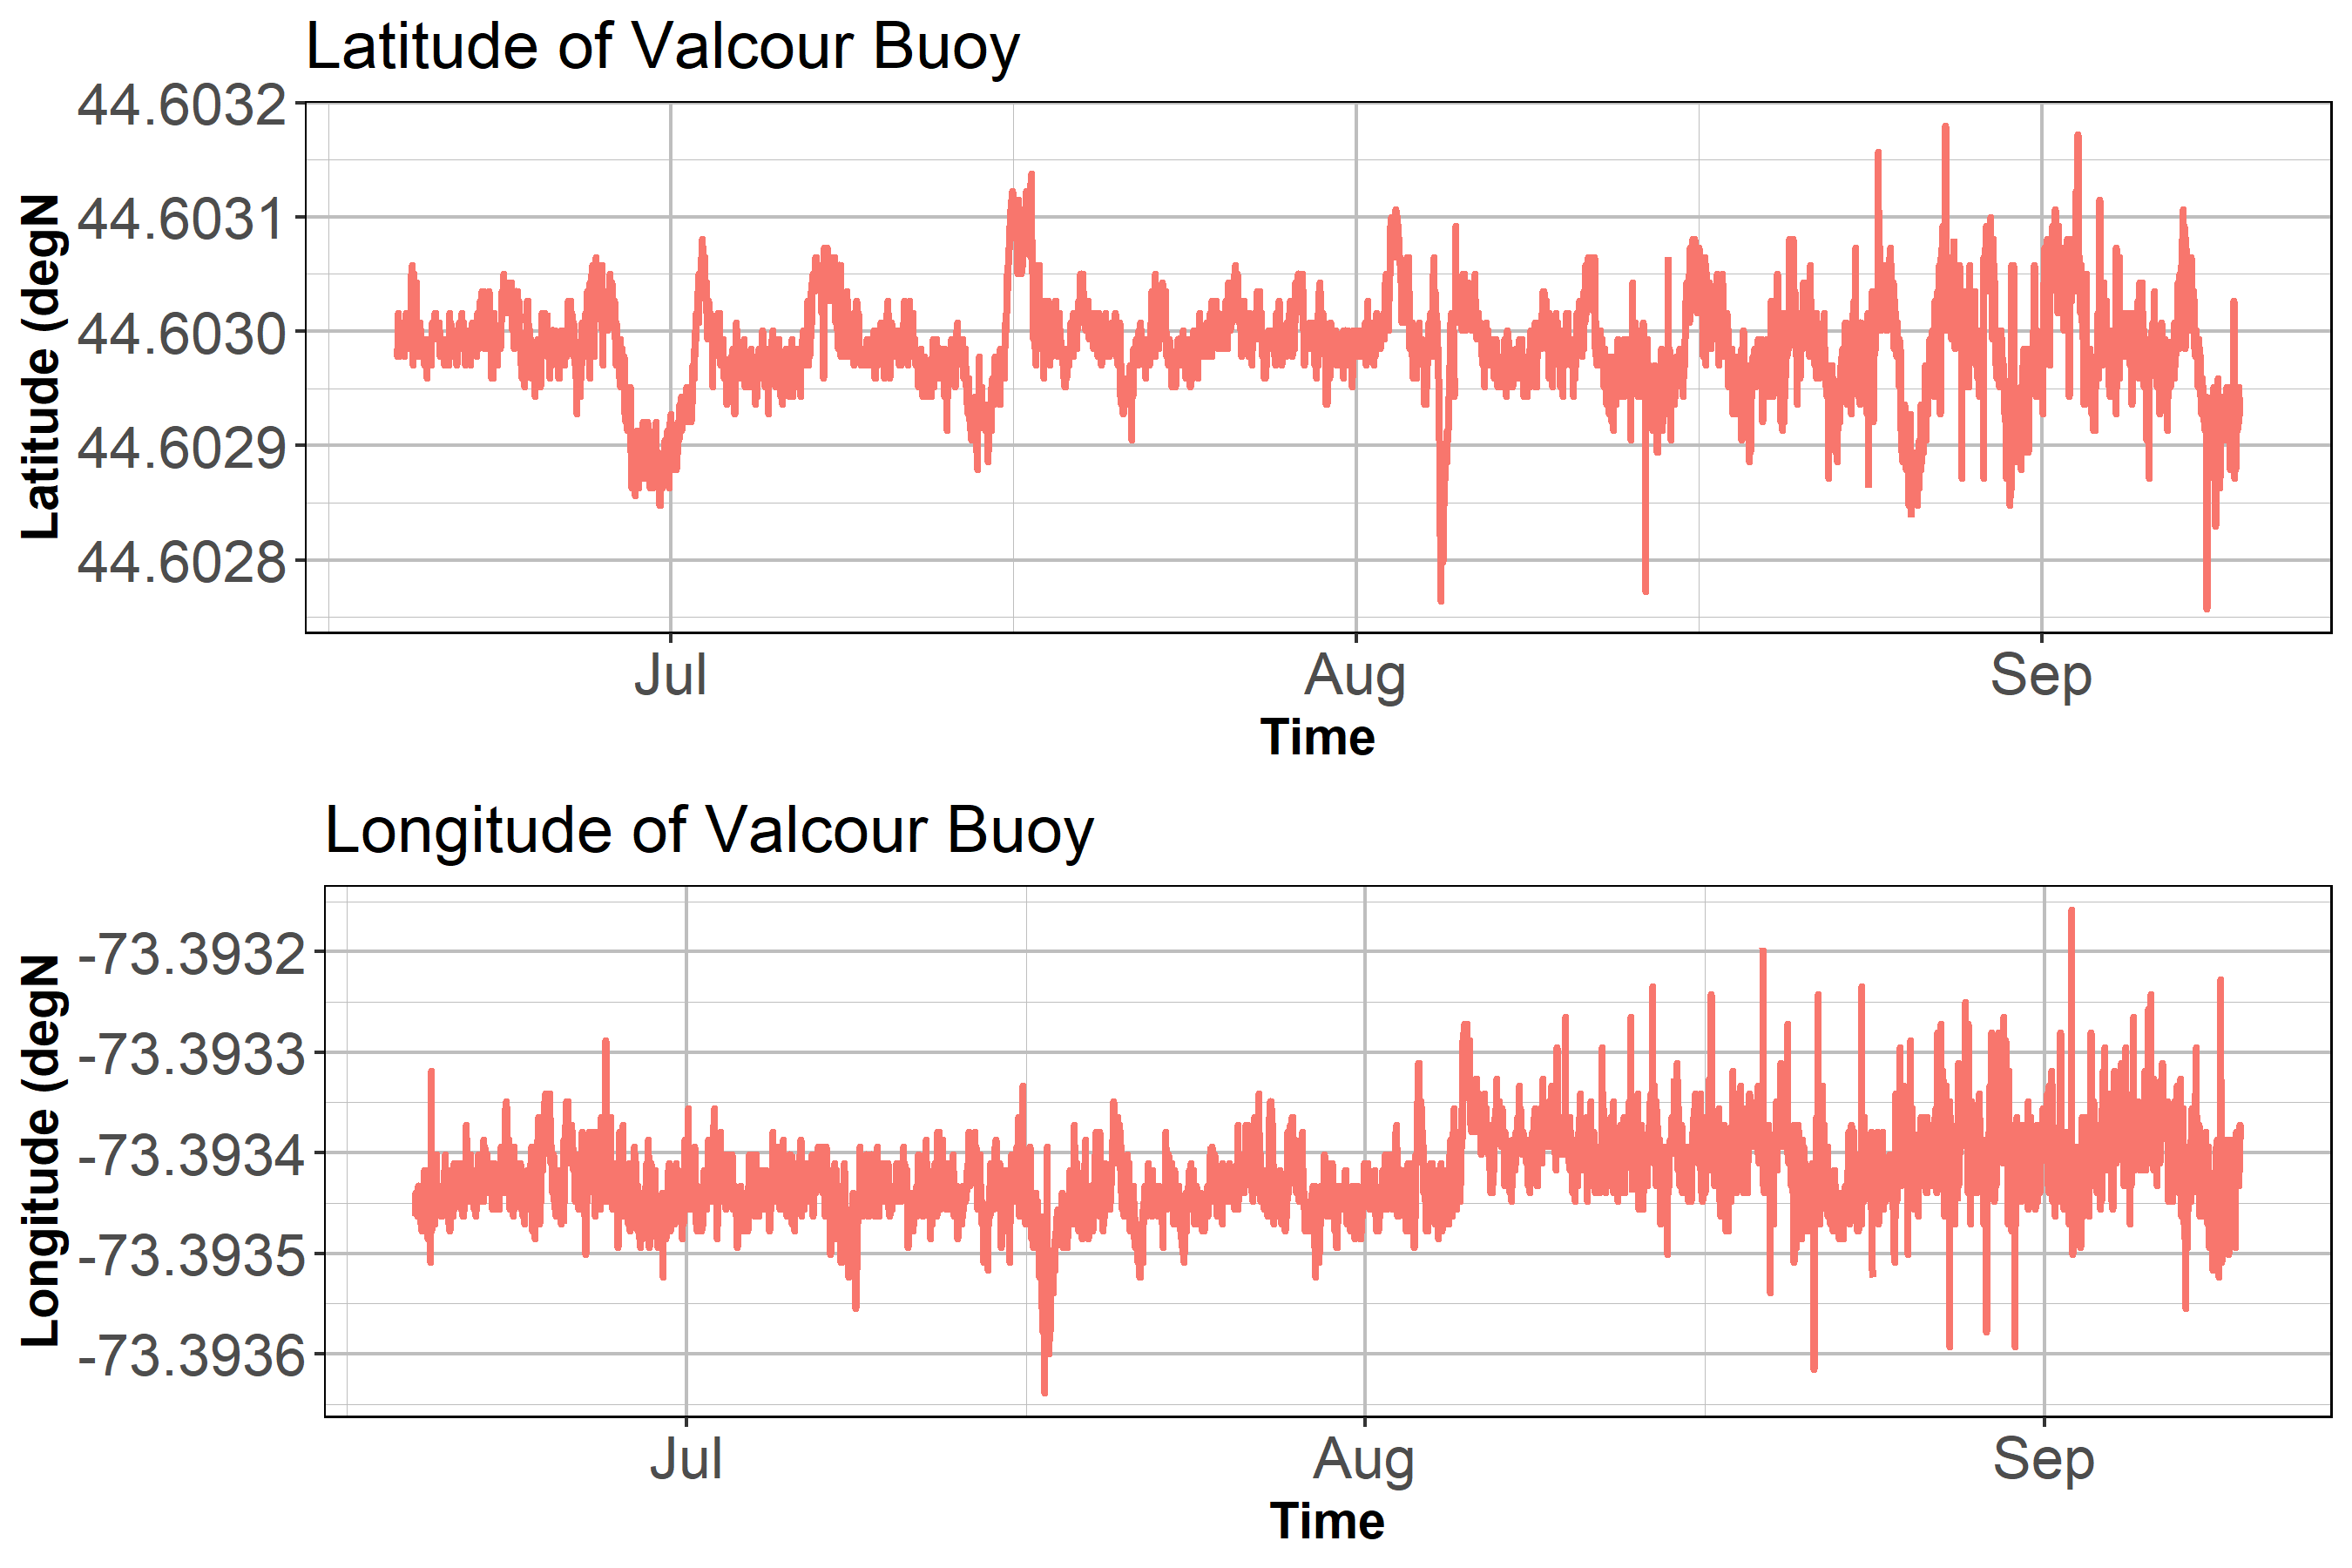 Latitude of Valcour Buoy
44.6032
44.6031
44.6030
44.6029
44.6028
Latitude (degN
Jul Aug Sep
Time
Longitude of Valcour Buoy
-73.3932
-73.3933
-73.3934
-73.3935
-73.3936
Longitude (degN
Jul Aug Sep
Time